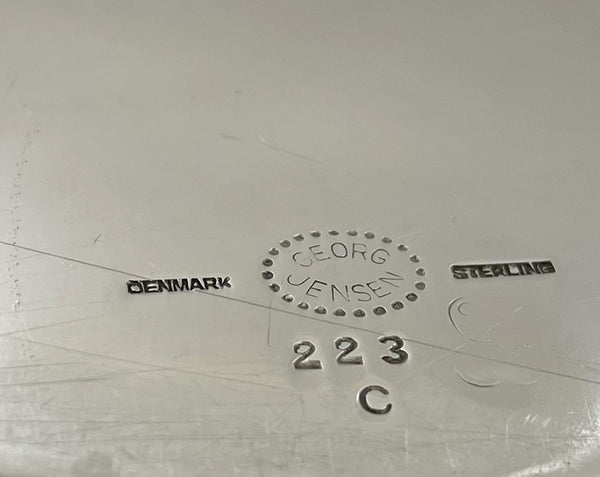 DENMARK
GEORG
JENSEN
STERLING
223
C